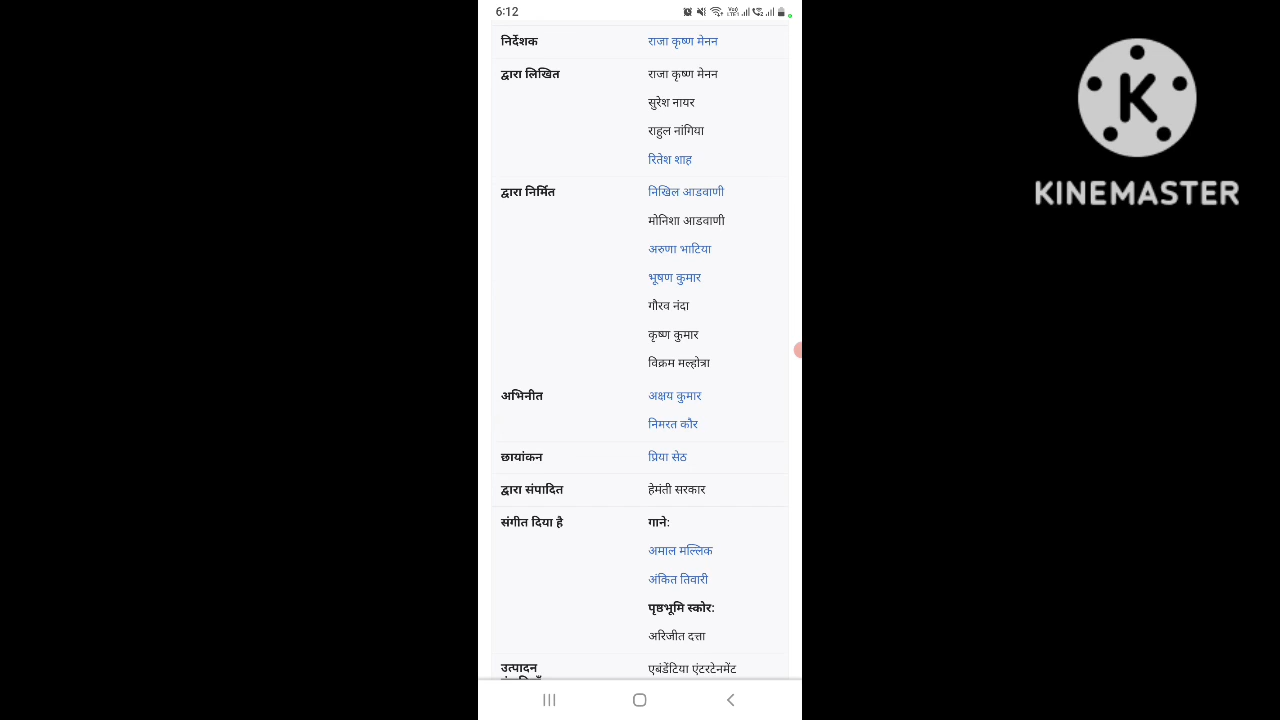 6:12
निर्देशक राजा कृष्ण मेनन
द्वारा लिखित राजा कृष्ण मेनन
सुरेश नायर
राहुल नांगिया
रितेश शाह
द्वारा निर्मित निखिल आडवाणी
मोनिशा आडवाणी
अरुणा भाटिया
भूषण कुमार
गौरव नंदा
कृष्ण कुमार
विक्रम मल्होत्रा
अभिनीत अक्षय कुमार
निमरत कौर
छायांकन प्रिया सेठ
द्वारा संपादित हेमंती सरकार
संगीत दिया है गाने:
अमाल मल्लिक
अंकित तिवारी
पृष्ठभूमि स्कोर:
अरिजीत दत्ता
उत्पादन एबंडेंटिया एंटरटेनमेंट
K
KINEMASTER